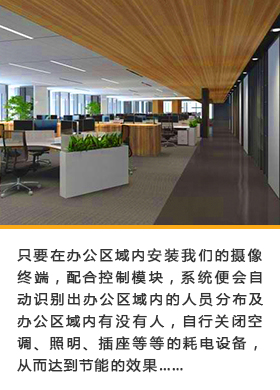 只要在办公区域内安装我们的摄像
终端，配合控制模块，系统便会自
动识别出办公区域内的人员分布及
办公区域内有没有人，自行关闭空
调、照明、插座等等的耗电设备，
从而达到节能的效果……